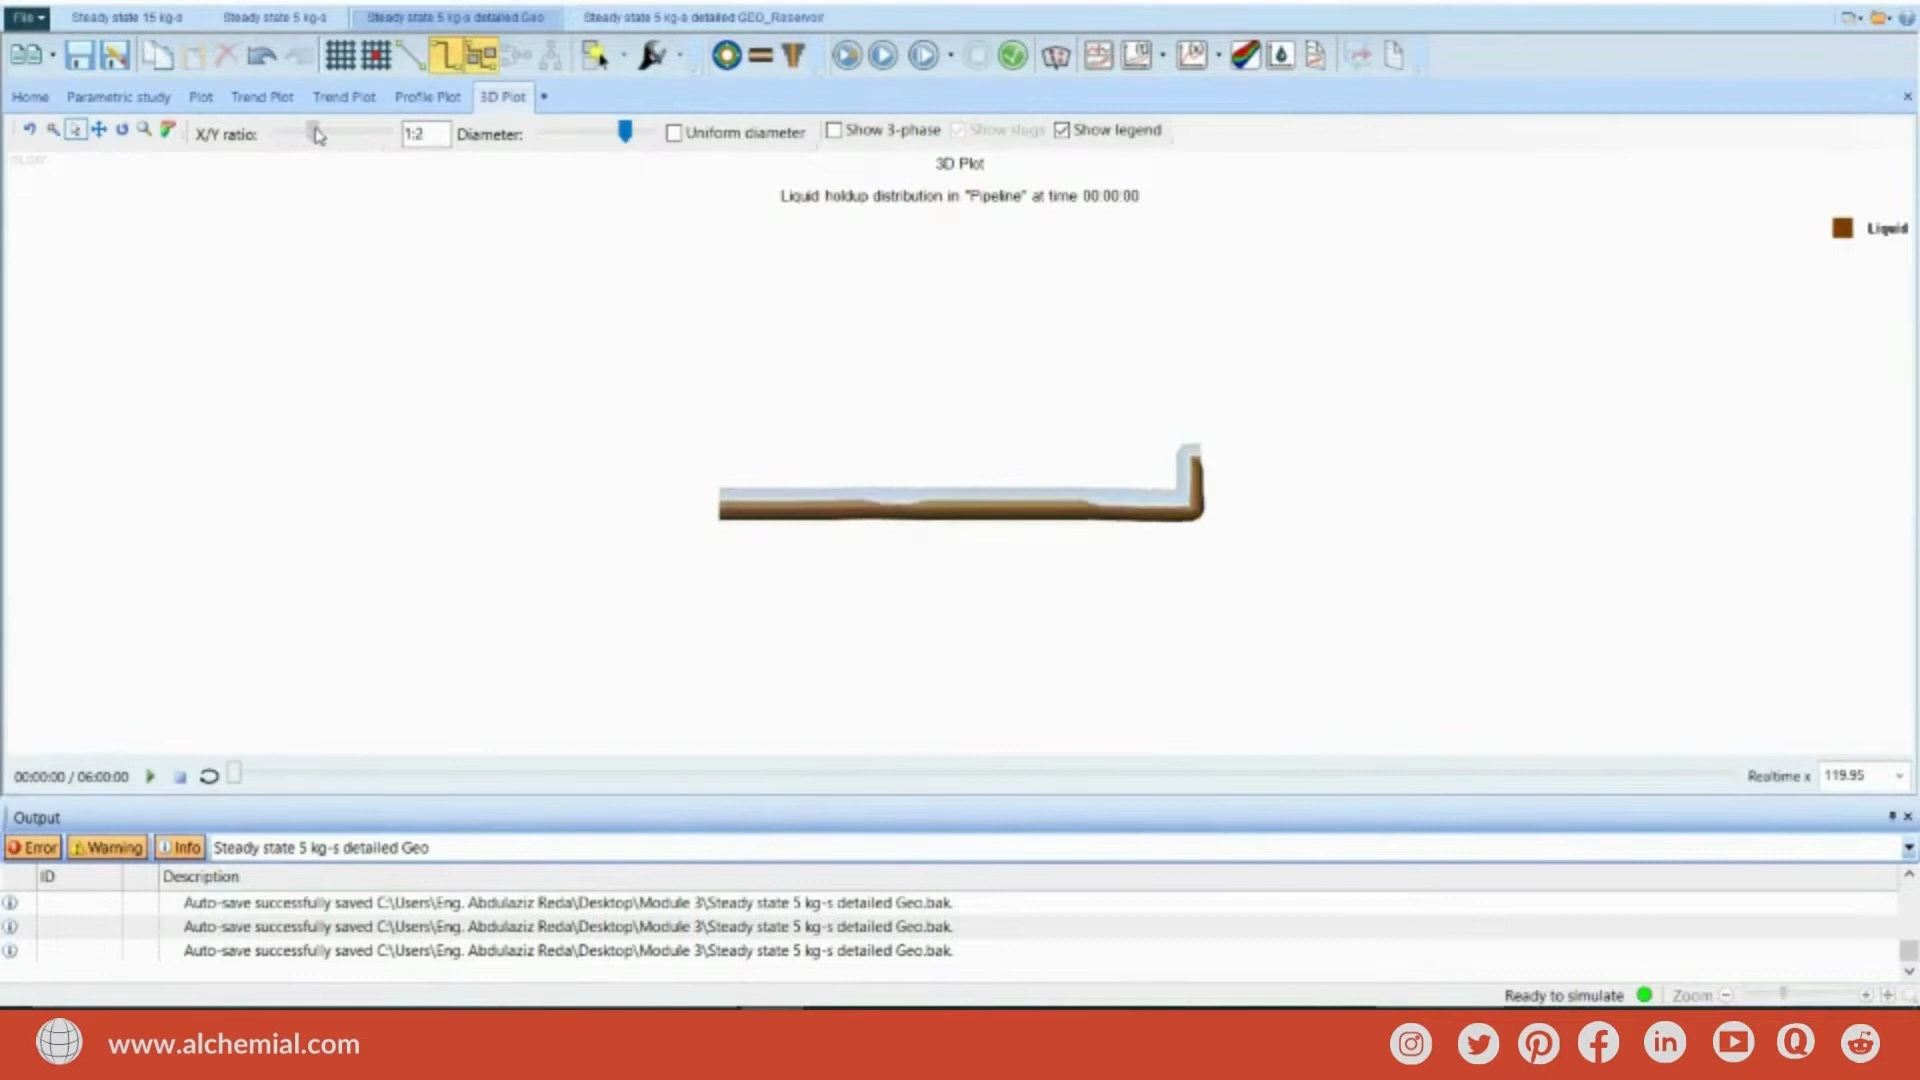 File Steady state 15 kg-s Steady state 5 kg-s Steady state 5 kg-s detailed Geo Steady state 5 kg-s detailed GEO_Raservoir
Home Parametric study Plot Trend Plot Trend Plot Profile Plot 3D Plot
X/Y ratio: 1:2 Diameter: Uniform diameter Show 3-phase Show slugs Show legend
OLGA®
3D Plot
Liquid holdup distribution in "Pipeline" at time 00:00:00
Liquid
00:00:00 / 06:00:00 Realtime x 119.95
Output
Error Warning Info Steady state 5 kg-s detailed Geo
ID Description
Auto-save successfully saved C:\Users\Eng. Abdulaziz Reda\Desktop\Module 3\Steady state 5 kg-s detailed Geo.bak.
Auto-save successfully saved C:\Users\Eng. Abdulaziz Reda\Desktop\Module 3\Steady state 5 kg-s detailed Geo.bak.
Auto-save successfully saved C:\Users\Eng. Abdulaziz Reda\Desktop\Module 3\Steady state 5 kg-s detailed Geo.bak.
Ready to simulate Zoom
www.alchemial.com